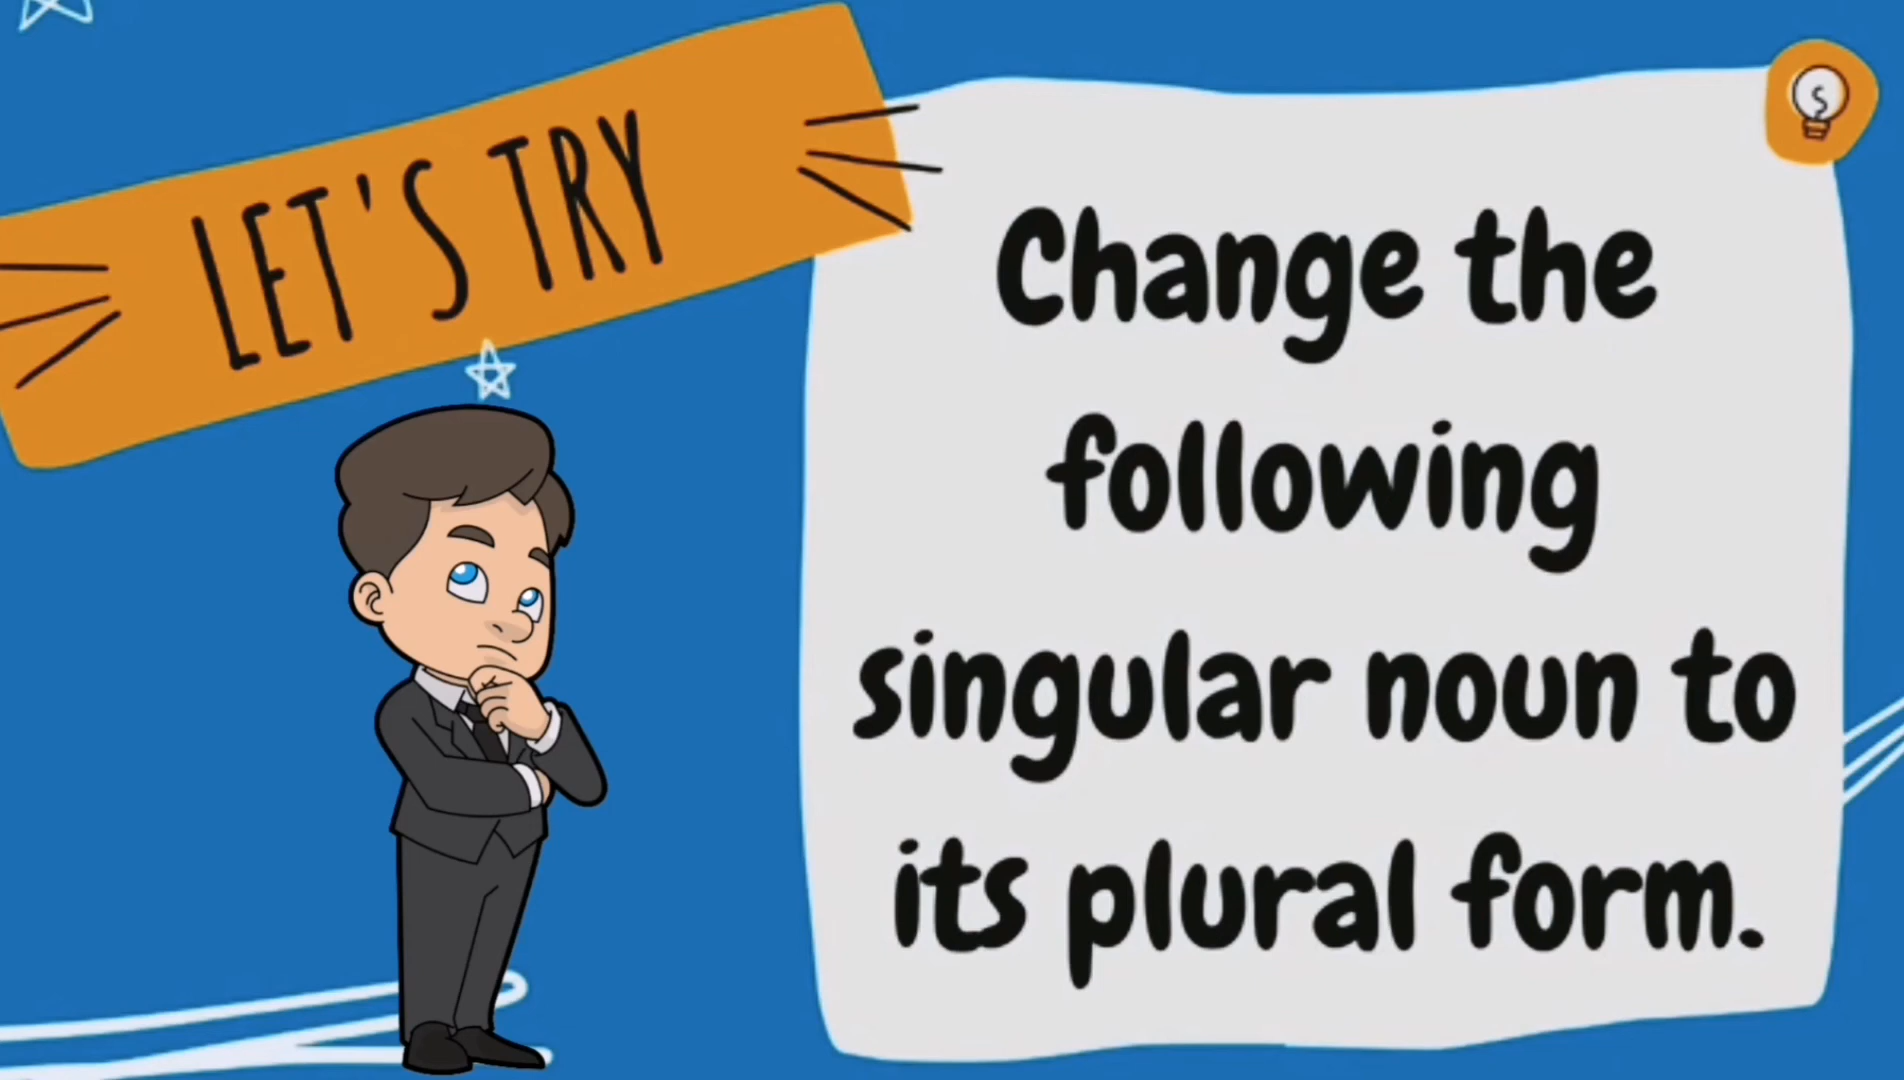 LET'S TRY
Change the
following
singular noun to
its plural form.